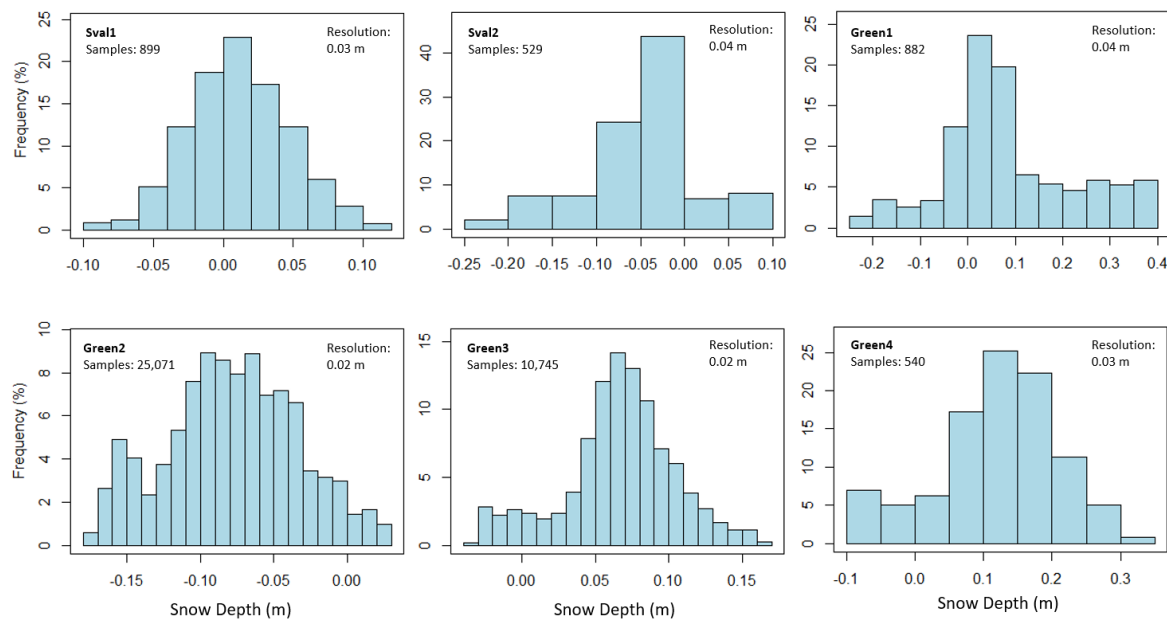 Sval1
Samples: 899
Resolution:
0.03 m
Frequency (%)
0
5
10
15
20
25
-0.10
-0.05
0.00
0.05
0.10
Sval2
Samples: 529
Resolution:
0.04 m
0
10
20
30
40
-0.25
-0.20
-0.15
-0.10
-0.05
0.00
0.05
0.10
Green1
Samples: 882
Resolution:
0.04 m
0
5
10
15
20
25
-0.2
-0.1
0.0
0.1
0.2
0.3
0.4
Green2
Samples: 25,071
Resolution:
0.02 m
Frequency (%)
0
2
4
6
8
10
-0.15
-0.10
-0.05
0.00
Snow Depth (m)
Green3
Samples: 10,745
Resolution:
0.02 m
0
5
10
15
0.00
0.05
0.10
0.15
Snow Depth (m)
Green4
Samples: 540
Resolution:
0.03 m
0
5
10
15
20
25
-0.1
0.0
0.1
0.2
0.3
Snow Depth (m)